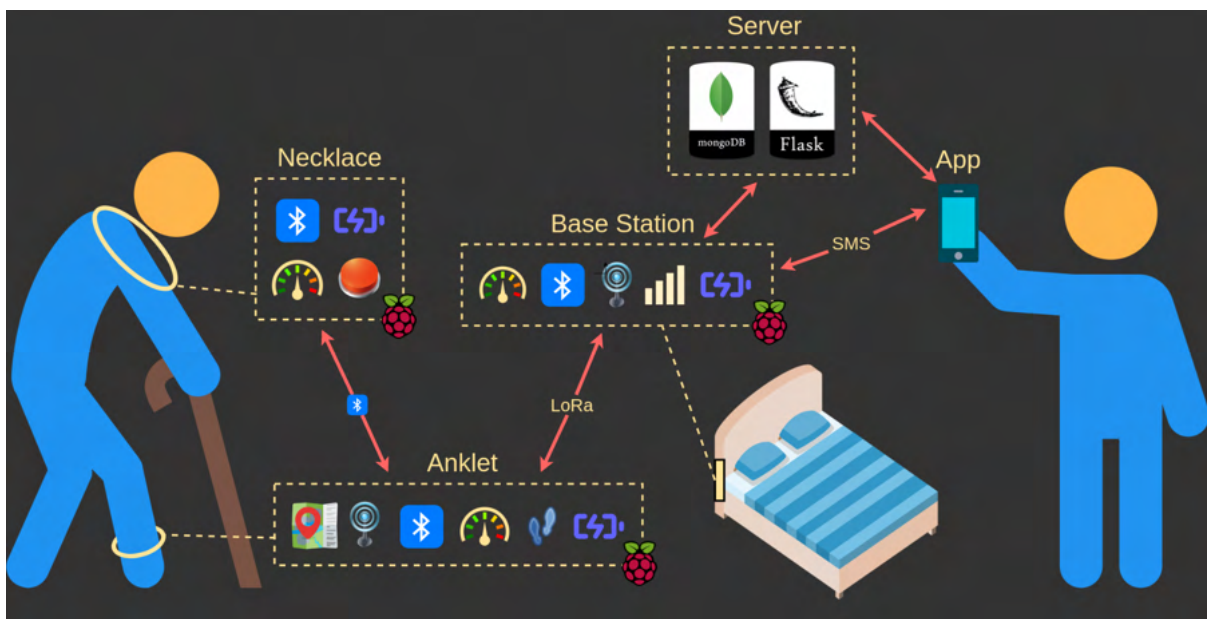 Server
mongoDB
Flask
Necklace
App
Base Station
SMS
LoRa
Anklet